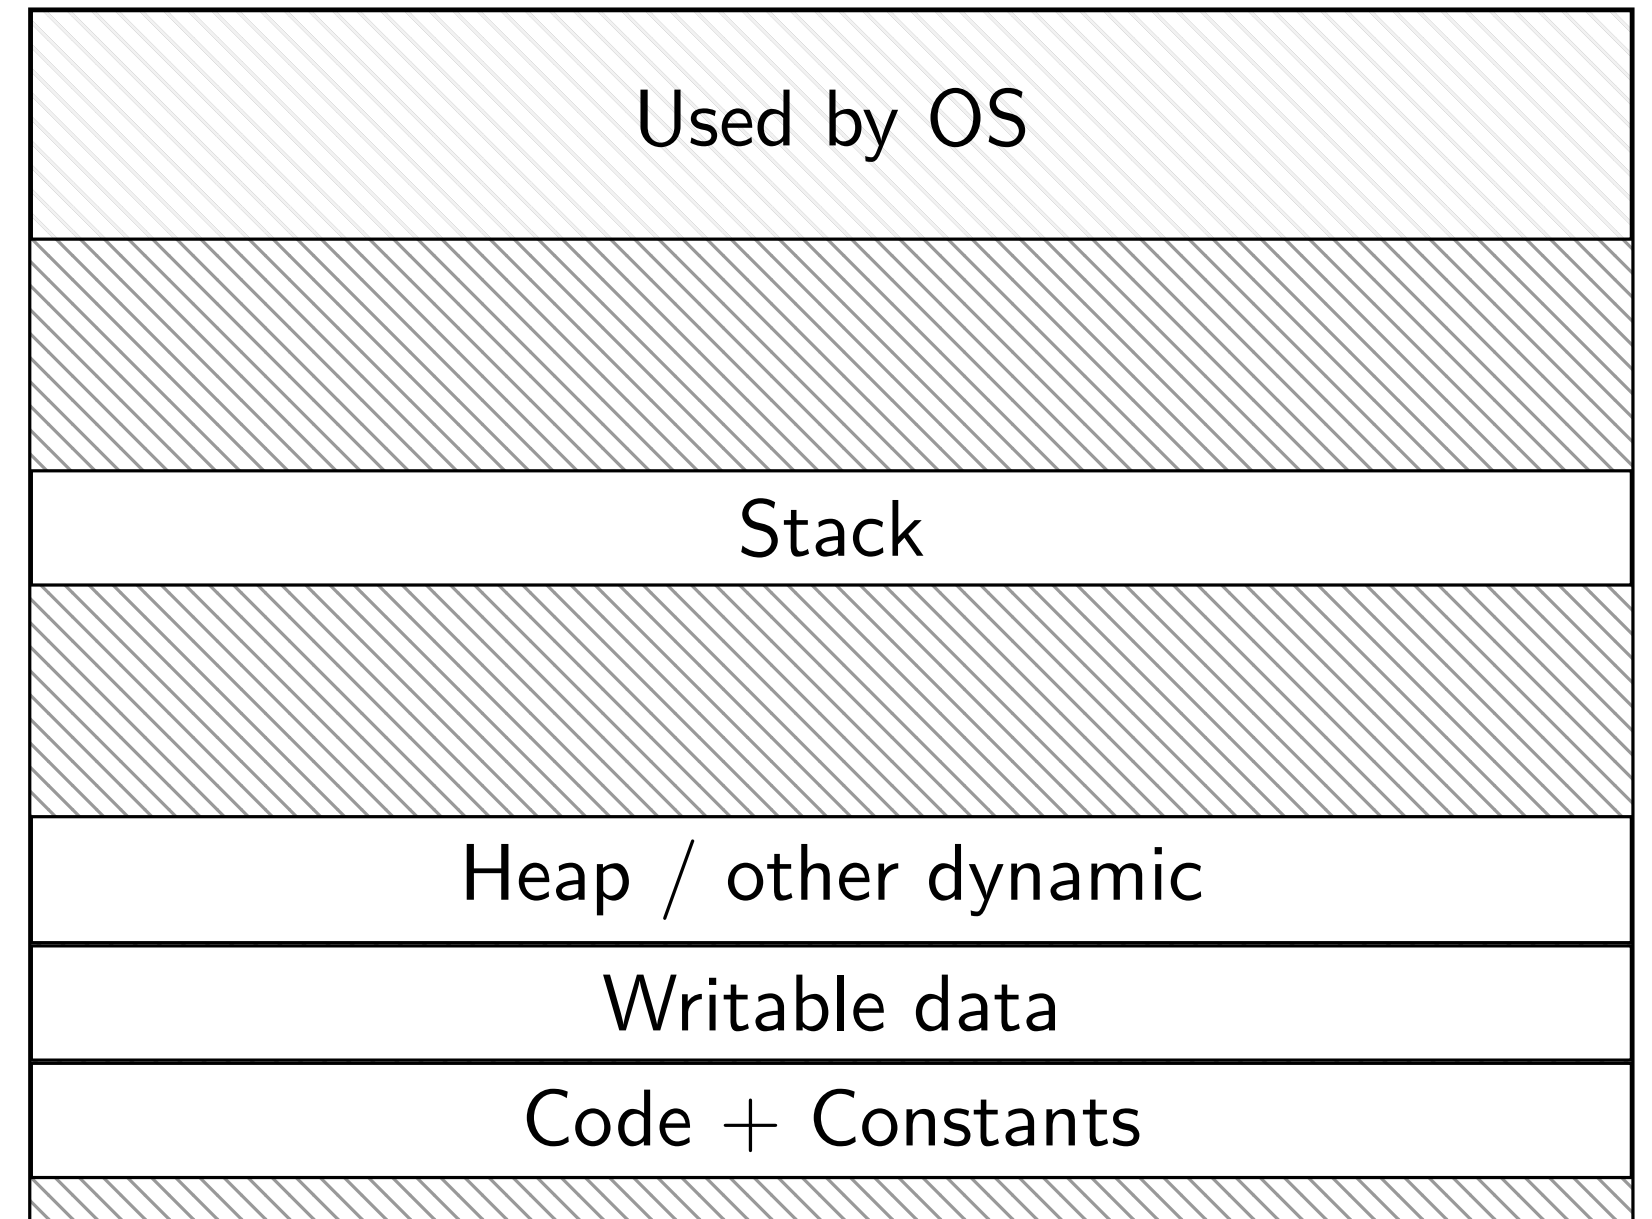 Used by OS
Stack
Heap / other dynamic
Writable data
Code + Constants